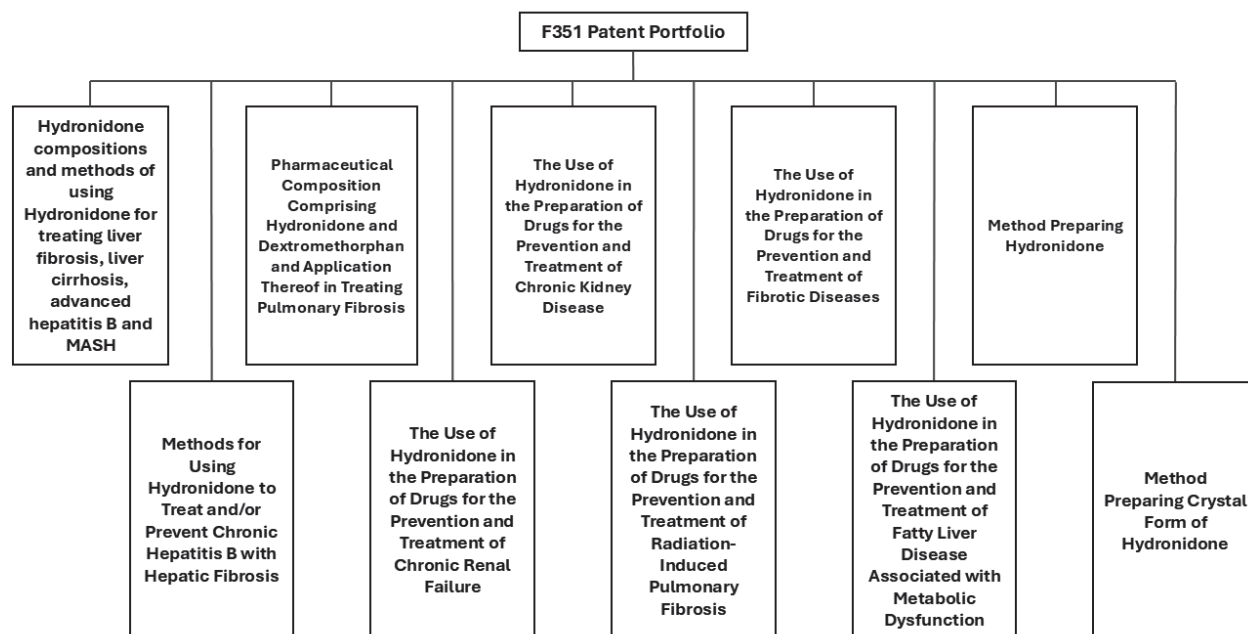 F351 Patent Portfolio
Hydronidone
compositions
and methods of
using
Hydronidone for
treating liver
fibrosis, liver
cirrhosis,
advanced
hepatitis B and
MASH
Pharmaceutical
Composition
Comprising
Hydronidone and
Dextromethorphan
and Application
Thereof in Treating
Pulmonary Fibrosis
The Use of
Hydronidone in
the Preparation of
Drugs for the
Prevention and
Treatment of
Chronic Kidney
Disease
The Use of
Hydronidone in
the Preparation of
Drugs for the
Prevention and
Treatment of
Fibrotic Diseases
Method Preparing
Hydronidone
Methods for
Using
Hydronidone to
Treat and/or
Prevent Chronic
Hepatitis B with
Hepatic Fibrosis
The Use of
Hydronidone in
the Preparation
of Drugs for the
Prevention and
Treatment of
Chronic Renal
Failure
The Use of
Hydronidone in
the Preparation
of Drugs for the
Prevention and
Treatment of
Radiation-
Induced
Pulmonary
Fibrosis
The Use of
Hydronidone in
the Preparation
of Drugs for the
Prevention and
Treatment of
Fatty Liver
Disease
Associated with
Metabolic
Dysfunction
Method
Preparing Crystal
Form of
Hydronidone